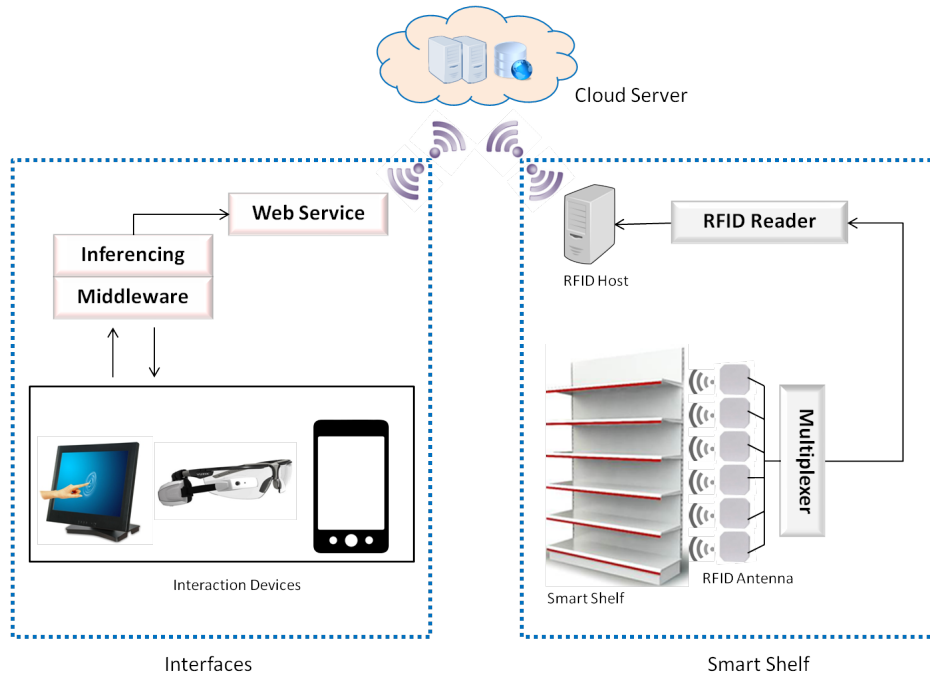 Cloud Server
Web Service
Inferencing
Middleware
Interaction Devices
Interfaces
RFID Reader
RFID Host
Multiplexer
RFID Antenna
Smart Shelf
Smart Shelf